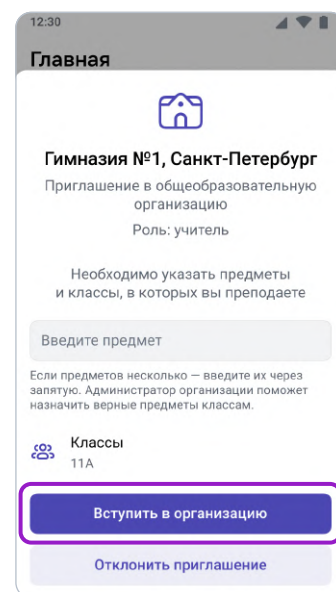 12:30
Главная
Гимназия №1, Санкт-Петербург
Приглашение в общеобразовательную
организацию
Роль: учитель
Необходимо указать предметы
и классы, в которых вы преподаете
Введите предмет
Если предметов несколько — введите их через
запятую. Администратор организации поможет
назначить верные предметы классам.
Классы
11А
Вступить в организацию
Отклонить приглашение